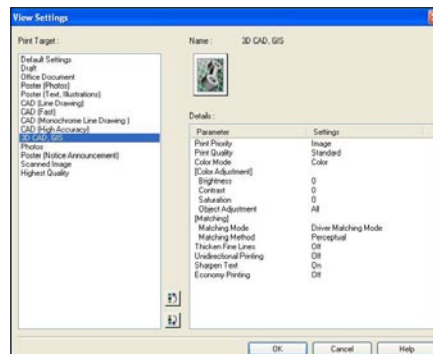 View Settings
Print Target :
Default Settings
Draft
Office Document
Poster (Photos)
Poster (Text, Illustrations)
CAD (Line Drawing)
CAD (Fast)
CAD (Monochrome Line Drawing )
CAD (High Accuracy)
3D CAD, GIS
Photos
Poster (Notice Announcement)
Scanned Image
Highest Quality
Name : 3D CAD, GIS
Details :
Parameter Settings
Print Priority Image
Print Quality Standard
Color Mode Color
[Color Adjustment]
Brightness 0
Contrast 0
Saturation 0
Object Adjustment All
[Matching]
Matching Mode Driver Matching Mode
Matching Method Perceptual
Thicken Fine Lines Off
Unidirectional Printing Off
Sharpen Text On
Economy Printing Off
OK Cancel Help